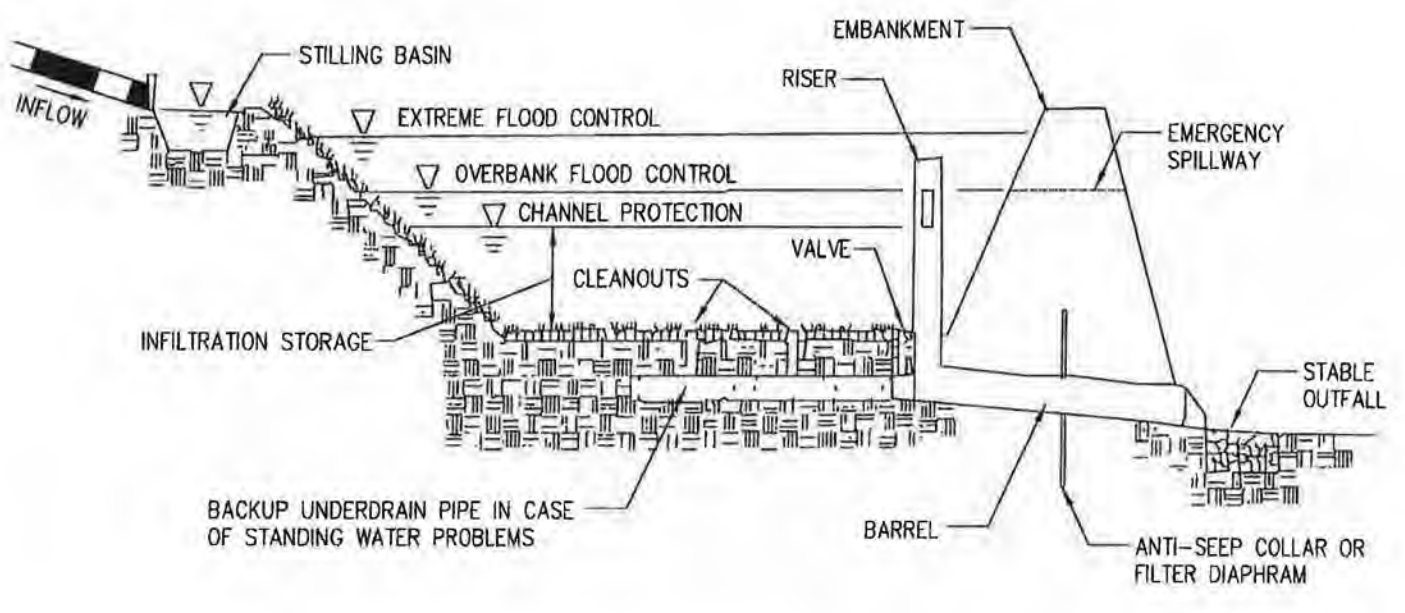 EMBANKMENT
STILLING BASIN
RISER
INFLOW
EXTREME FLOOD CONTROL
EMERGENCY
SPILLWAY
OVERBANK FLOOD CONTROL
CHANNEL PROTECTION
VALVE
CLEANOUTS
INFILTRATION STORAGE
STABLE
OUTFALL
BACKUP UNDERDRAIN PIPE IN CASE
OF STANDING WATER PROBLEMS
BARREL
ANTI-SEEP COLLAR OR
FILTER DIAPHRAM